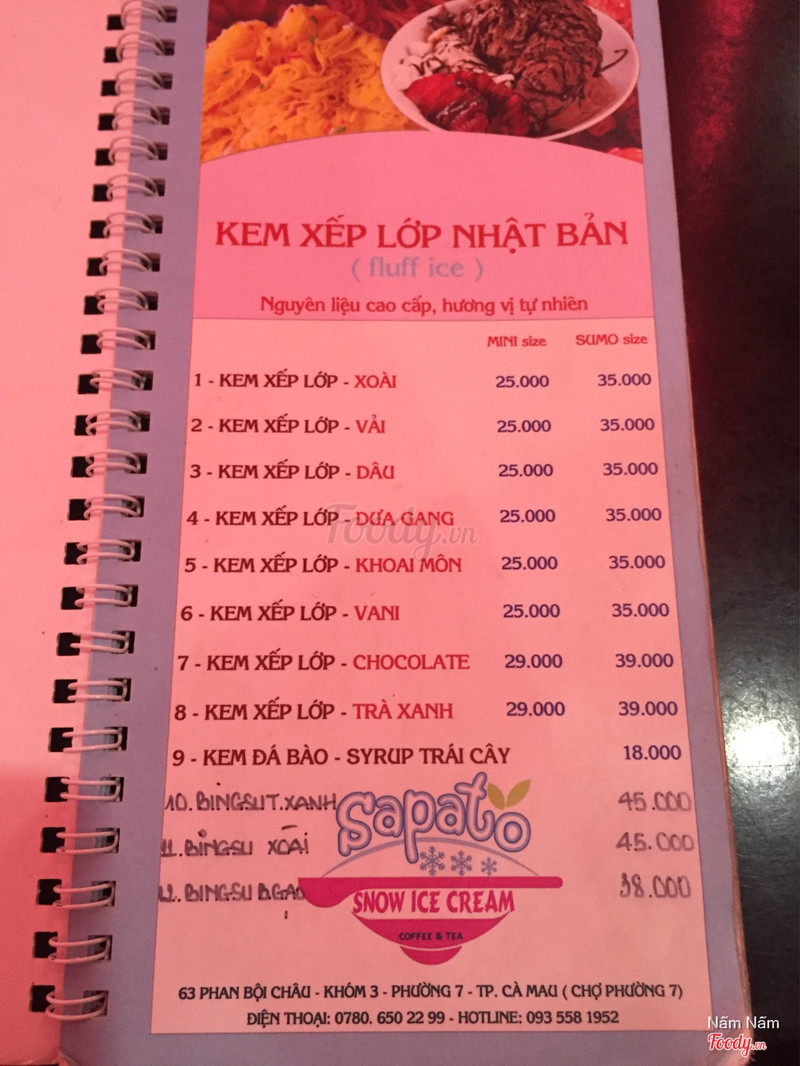 KEM XẾP LỚP NHẬT BẢN
( fluff ice )
Nguyên liệu cao cấp, hương vị tự nhiên
MINI size SUMO size
1 - KEM XẾP LỚP - XOÀI 25.000 35.000
2 - KEM XẾP LỚP - VẢI 25.000 35.000
3 - KEM XẾP LỚP - DÂU 25.000 35.000
4 - KEM XẾP LỚP - DƯA GANG 25.000 35.000
5 - KEM XẾP LỚP - KHOAI MÔN 25.000 35.000
6 - KEM XẾP LỚP - VANI 25.000 35.000
7 - KEM XẾP LỚP - CHOCOLATE 29.000 39.000
8 - KEM XẾP LỚP - TRÀ XANH 29.000 39.000
9 - KEM ĐÁ BÀO - SYRUP TRÁI CÂY 18.000
10. BINGSU T.XANH 45.000
11. BINGSU XOÀI 45.000
12. BINGSU 38.000
Sapato
SNOW ICE CREAM
COFFEE & TEA
63 PHAN BỘI CHÂU - KHÓM 3 - PHƯỜNG 7 - TP. CÀ MAU ( CHỢ PHƯỜNG 7)
ĐIỆN THOẠI: 0780. 650 22 99 - HOTLINE: 093 558 1952
Foody.vn
Nấm Nấm
Foody.vn